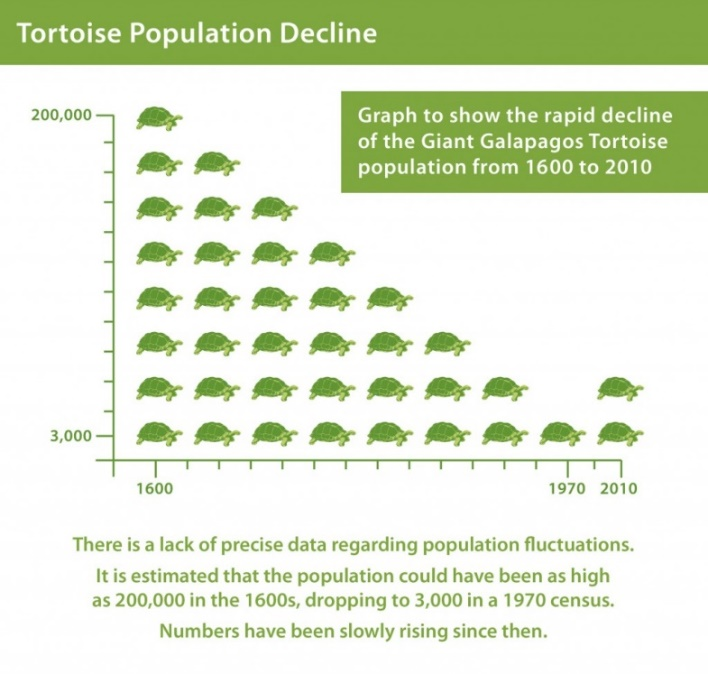 Tortoise Population Decline
200,000
Graph to show the rapid decline
of the Giant Galapagos Tortoise
population from 1600 to 2010
3,000
1600
1970
2010
There is a lack of precise data regarding population fluctuations.
It is estimated that the population could have been as high
as 200,000 in the 1600s, dropping to 3,000 in a 1970 census.
Numbers have been slowly rising since then.